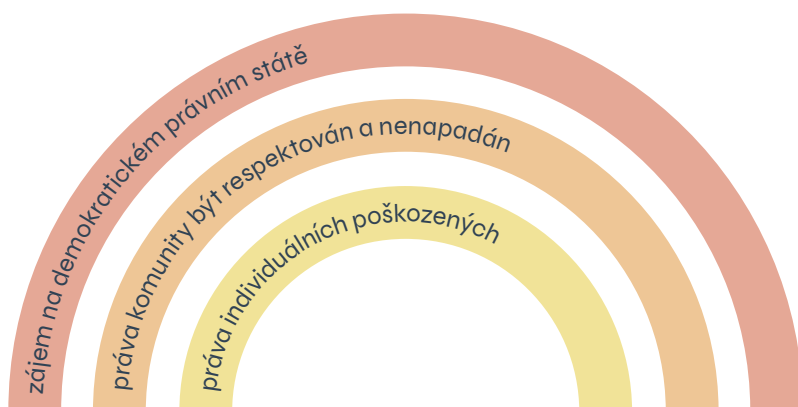 zájem na demokratickém právním státě
práva komunity být respektován a nenapadán
práva individuálních poškozených